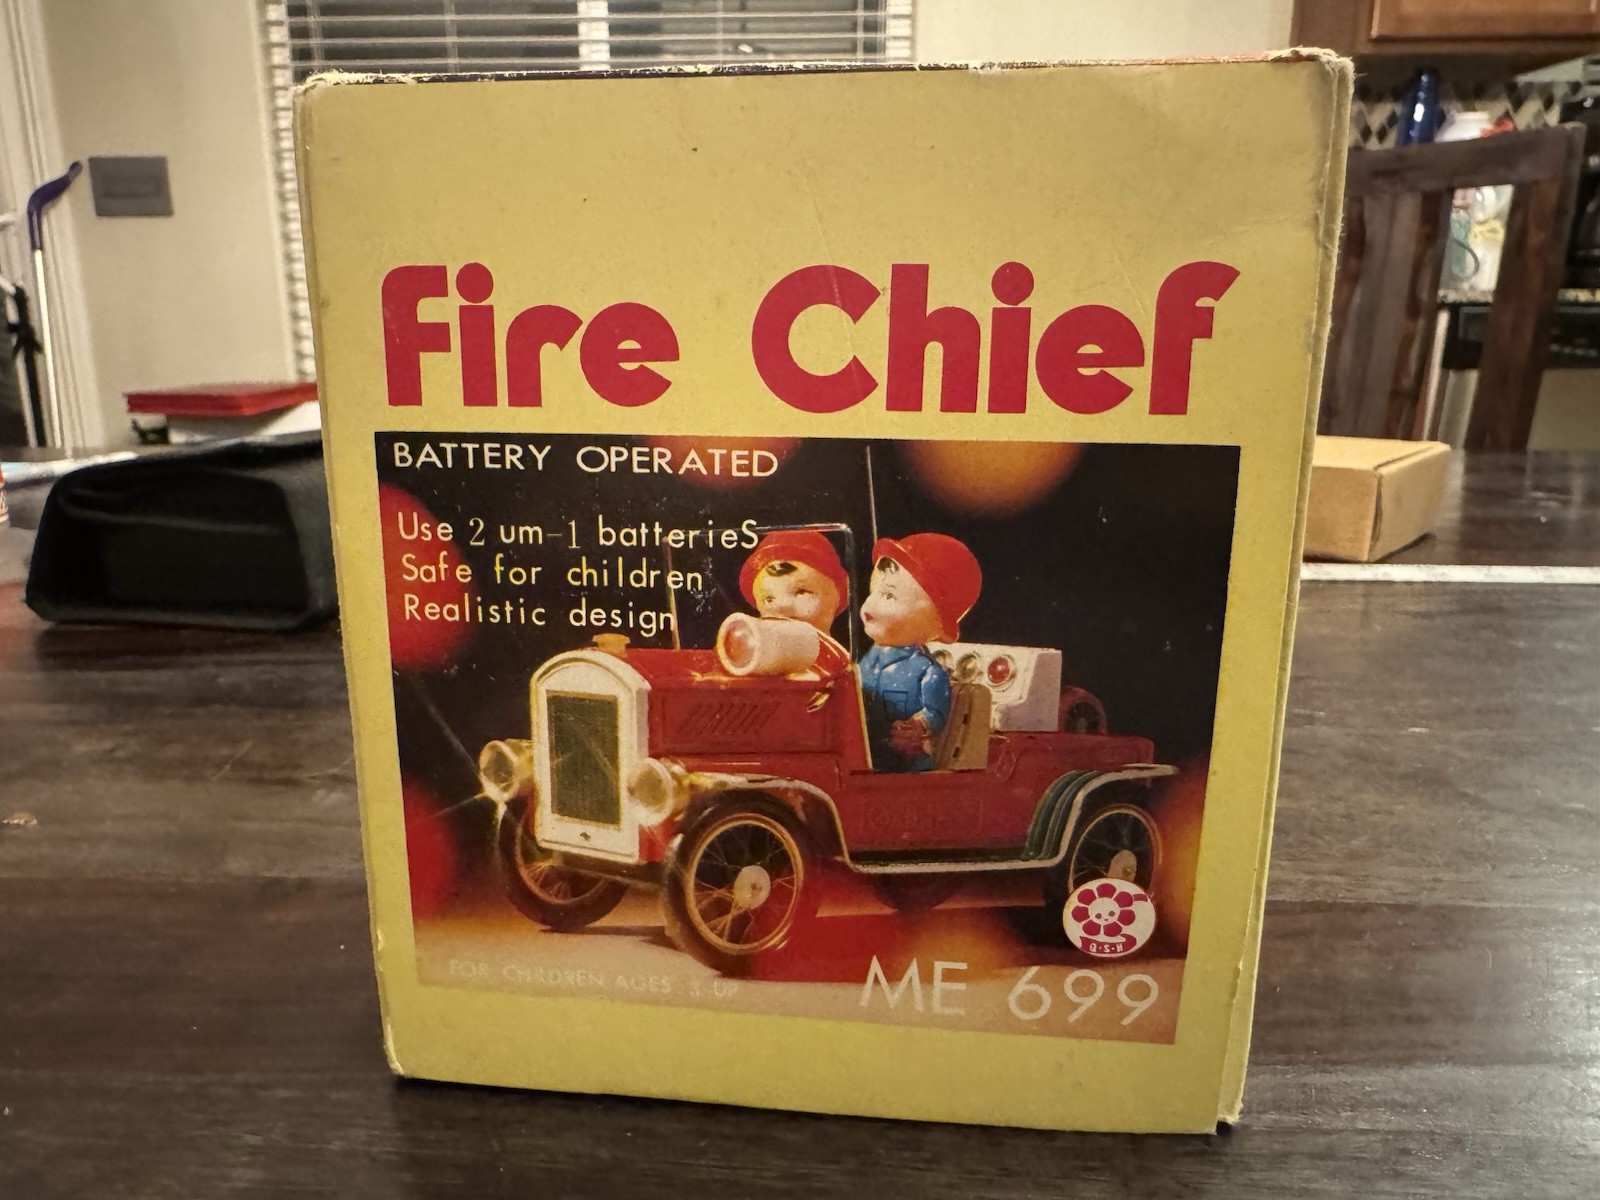 Fire Chief
BATTERY OPERATED
Use 2 um-1 batterieS
Safe for children
Realistic design
FOR CHILDREN AGES 3 UP
ME 699